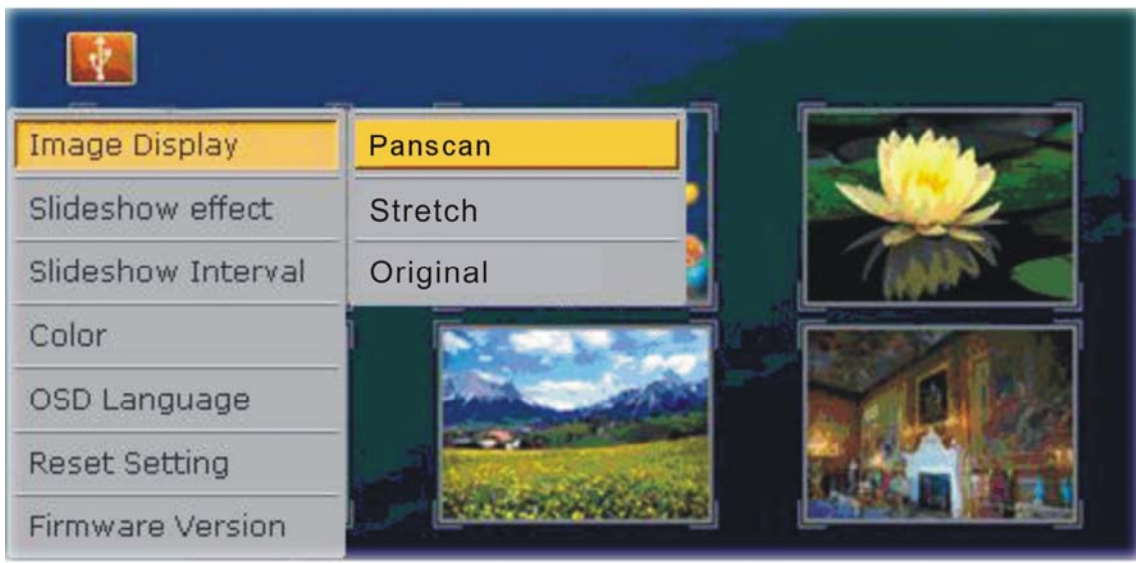 Image Display
Slideshow effect
Slideshow Interval
Color
OSD Language
Reset Setting
Firmware Version
Panscan
Stretch
Original